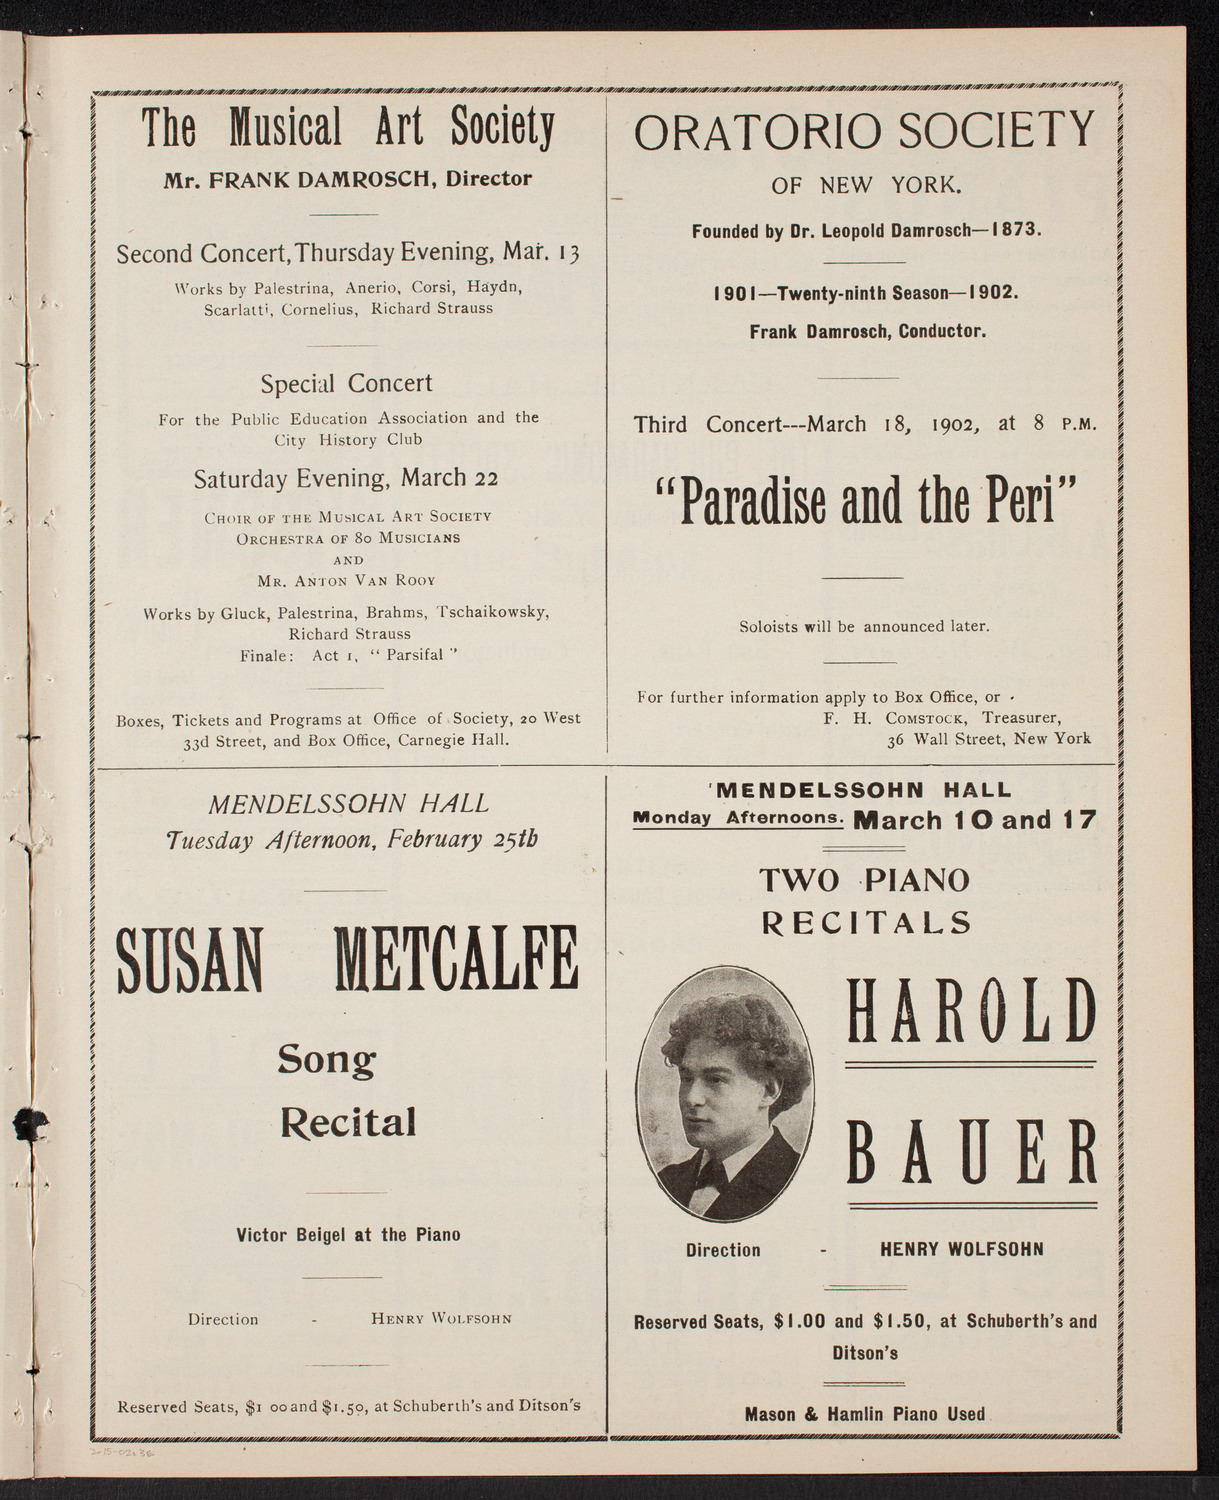 The Musical Art Society
Mr. FRANK DAMROSCH, Director
Second Concert, Thursday Evening, Mar. 13
Works by Palestrina, Anerio, Corsi, Haydn,
Scarlatti, Cornelius, Richard Strauss
Special Concert
For the Public Education Association and the
City History Club
Saturday Evening, March 22
CHOIR OF THE MUSICAL ART SOCIETY
ORCHESTRA OF 80 MUSICIANS
AND
MR. ANTON VAN ROOY
Works by Gluck, Palestrina, Brahms, Tschaikowsky,
Richard Strauss
Finale: Act 1, "Parsifal"
Boxes, Tickets and Programs at Office of Society, 20 West
33d Street, and Box Office, Carnegie Hall.
ORATORIO SOCIETY
OF NEW YORK.
Founded by Dr. Leopold Damrosch—1873.
1901—Twenty-ninth Season—1902.
Frank Damrosch, Conductor.
Third Concert---March 18, 1902, at 8 P.M.
"Paradise and the Peri"
Soloists will be announced later.
For further information apply to Box Office, or
F. H. COMSTOCK, Treasurer,
36 Wall Street, New York
MENDELSSOHN HALL
Tuesday Afternoon, February 25th
SUSAN METCALFE
Song
Recital
Victor Beigel at the Piano
Direction - HENRY WOLFSOHN
Reserved Seats, $1 00 and $1.50, at Schuberth's and Ditson's
MENDELSSOHN HALL
Monday Afternoons. March 10 and 17
TWO PIANO
RECITALS
HAROLD
BAUER
Direction - HENRY WOLFSOHN
Reserved Seats, $1.00 and $1.50, at Schuberth's and
Ditson's
Mason & Hamlin Piano Used